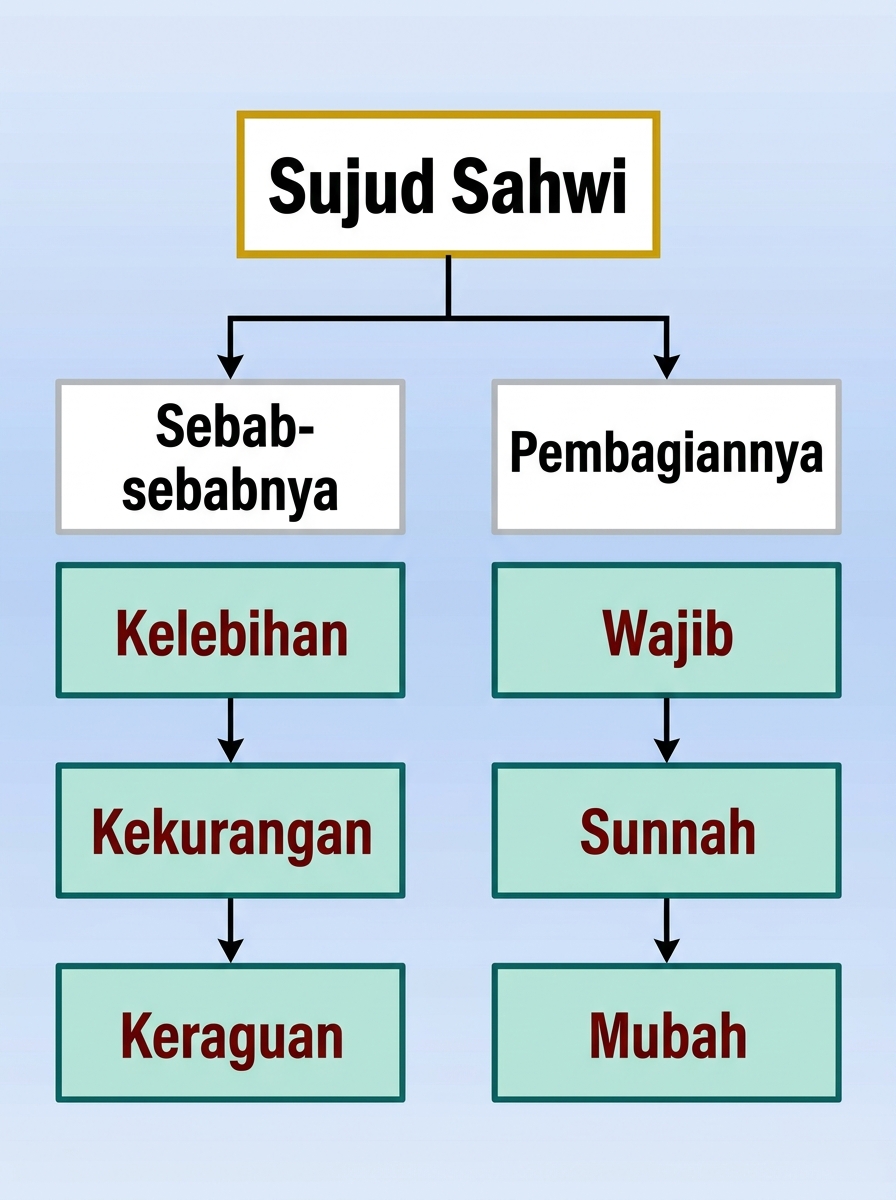 Sujud Sahwi
Sebab-
sebabnya
Pembagiannya
Kelebihan
Kekurangan
Keraguan
Wajib
Sunnah
Mubah